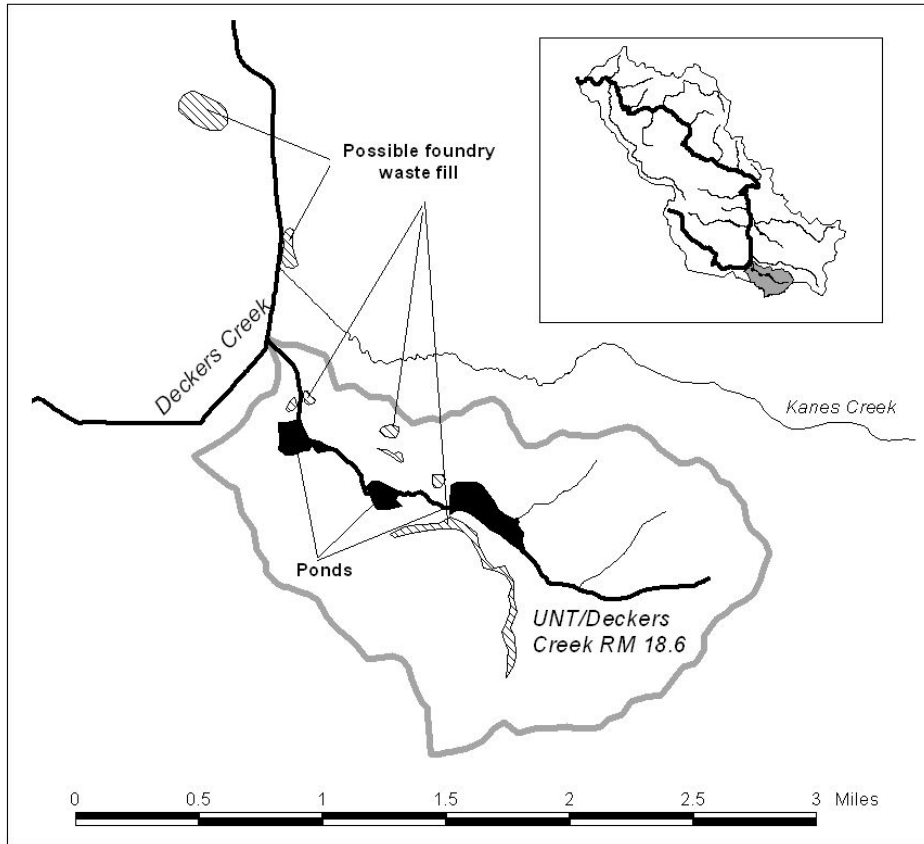 Possible foundry
waste fill
Deckers Creek
Kanes Creek
Ponds
UNT/Deckers
Creek RM 18.6
0 0.5 1 1.5 2 2.5 3 Miles